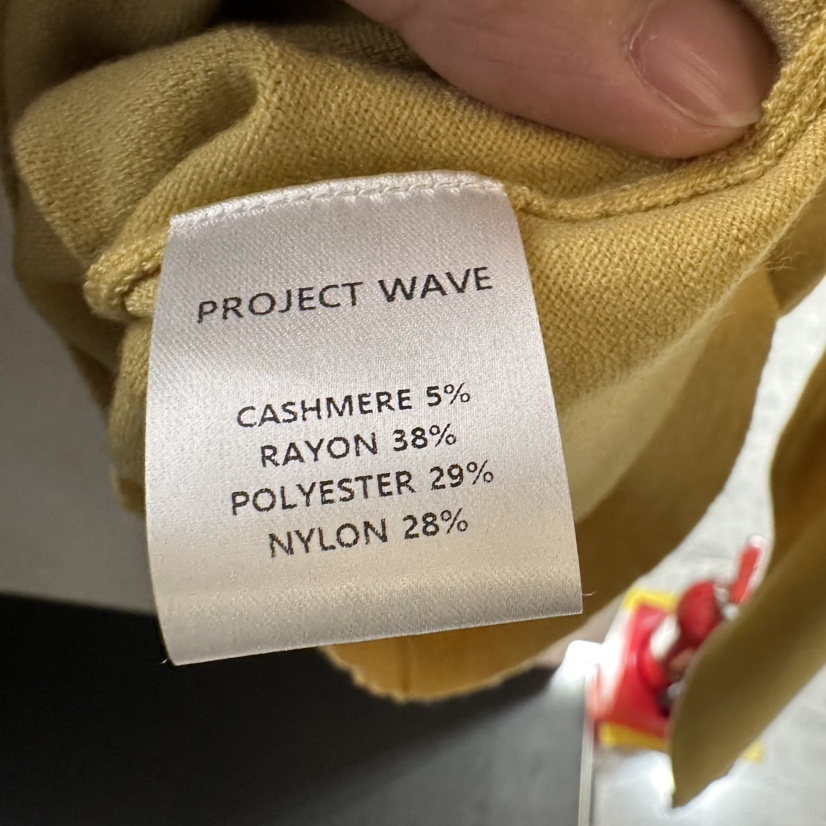 PROJECT WAVE
CASHMERE 5%
RAYON 38%
POLYESTER 29%
NYLON 28%